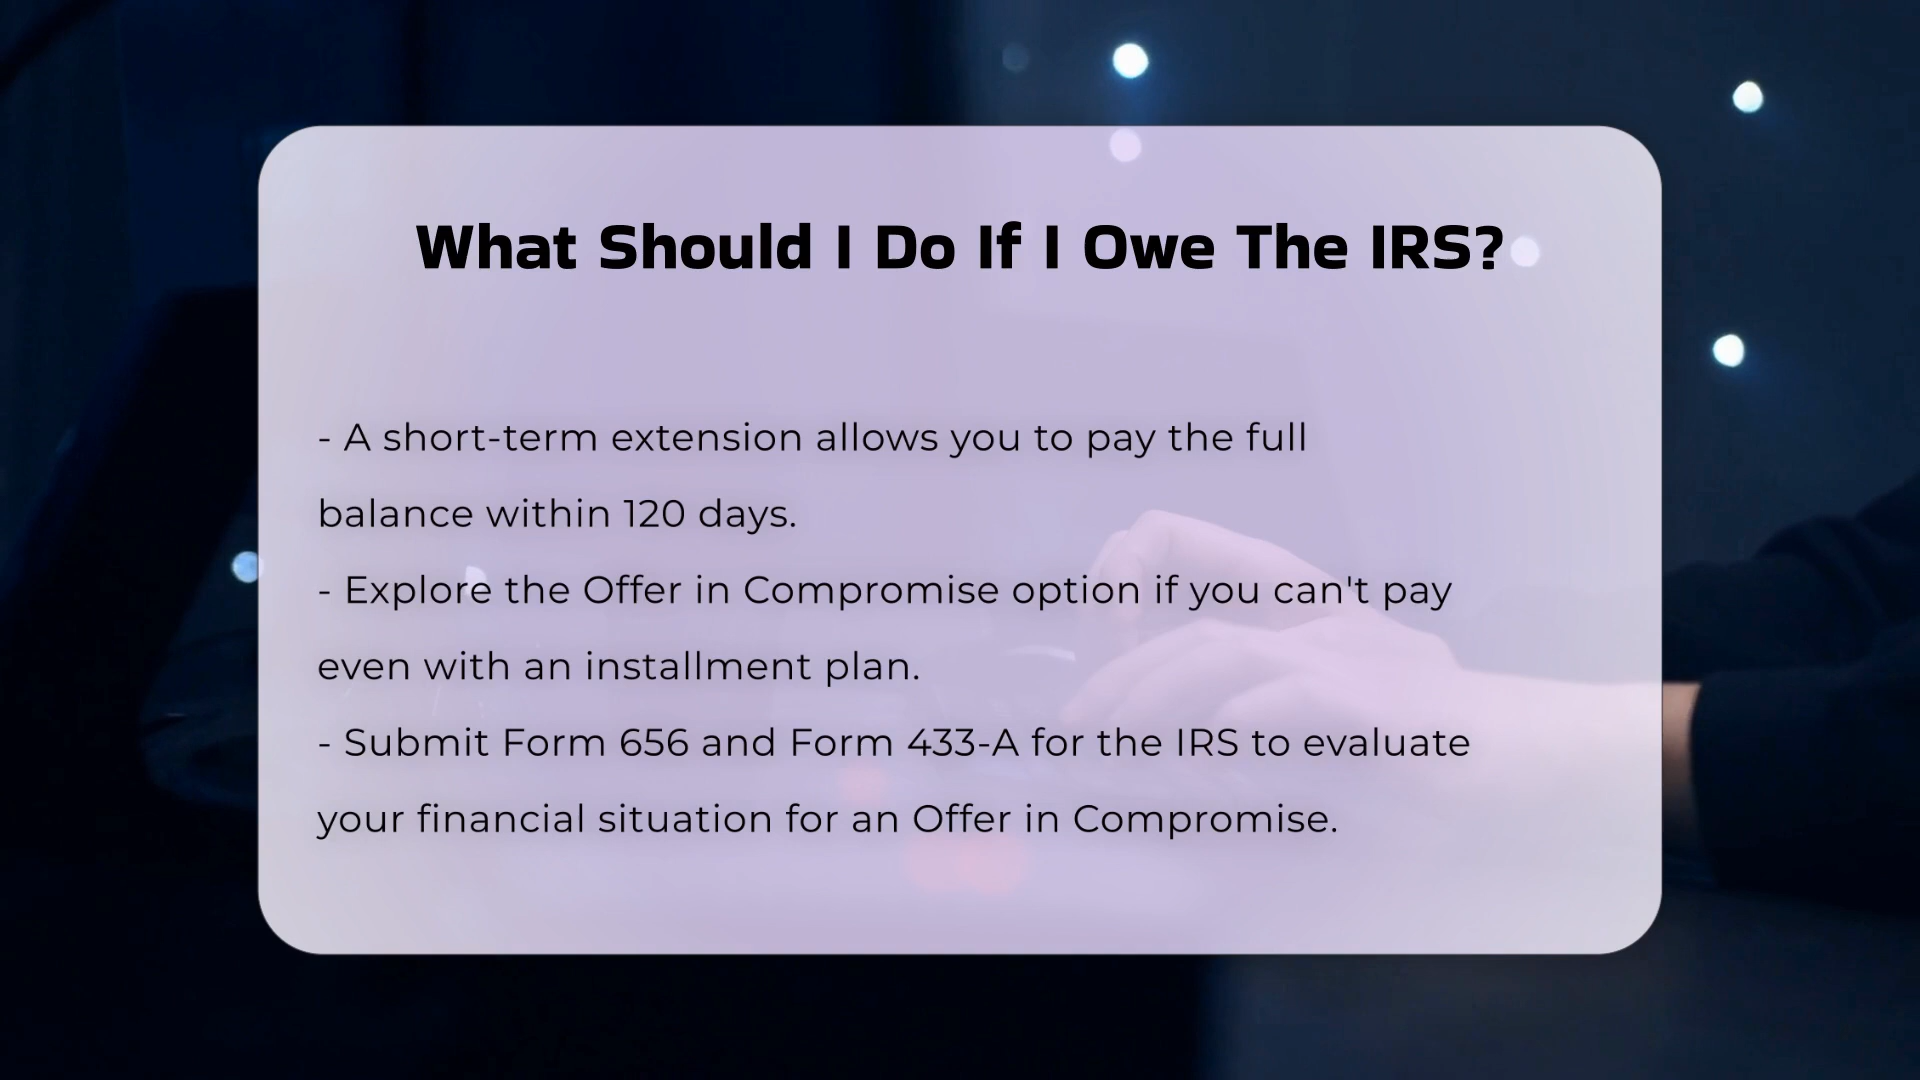 What Should I Do If I Owe The IRS?
- A short-term extension allows you to pay the full
balance within 120 days.
- Explore the Offer in Compromise option if you can't pay
even with an installment plan.
- Submit Form 656 and Form 433-A for the IRS to evaluate
your financial situation for an Offer in Compromise.